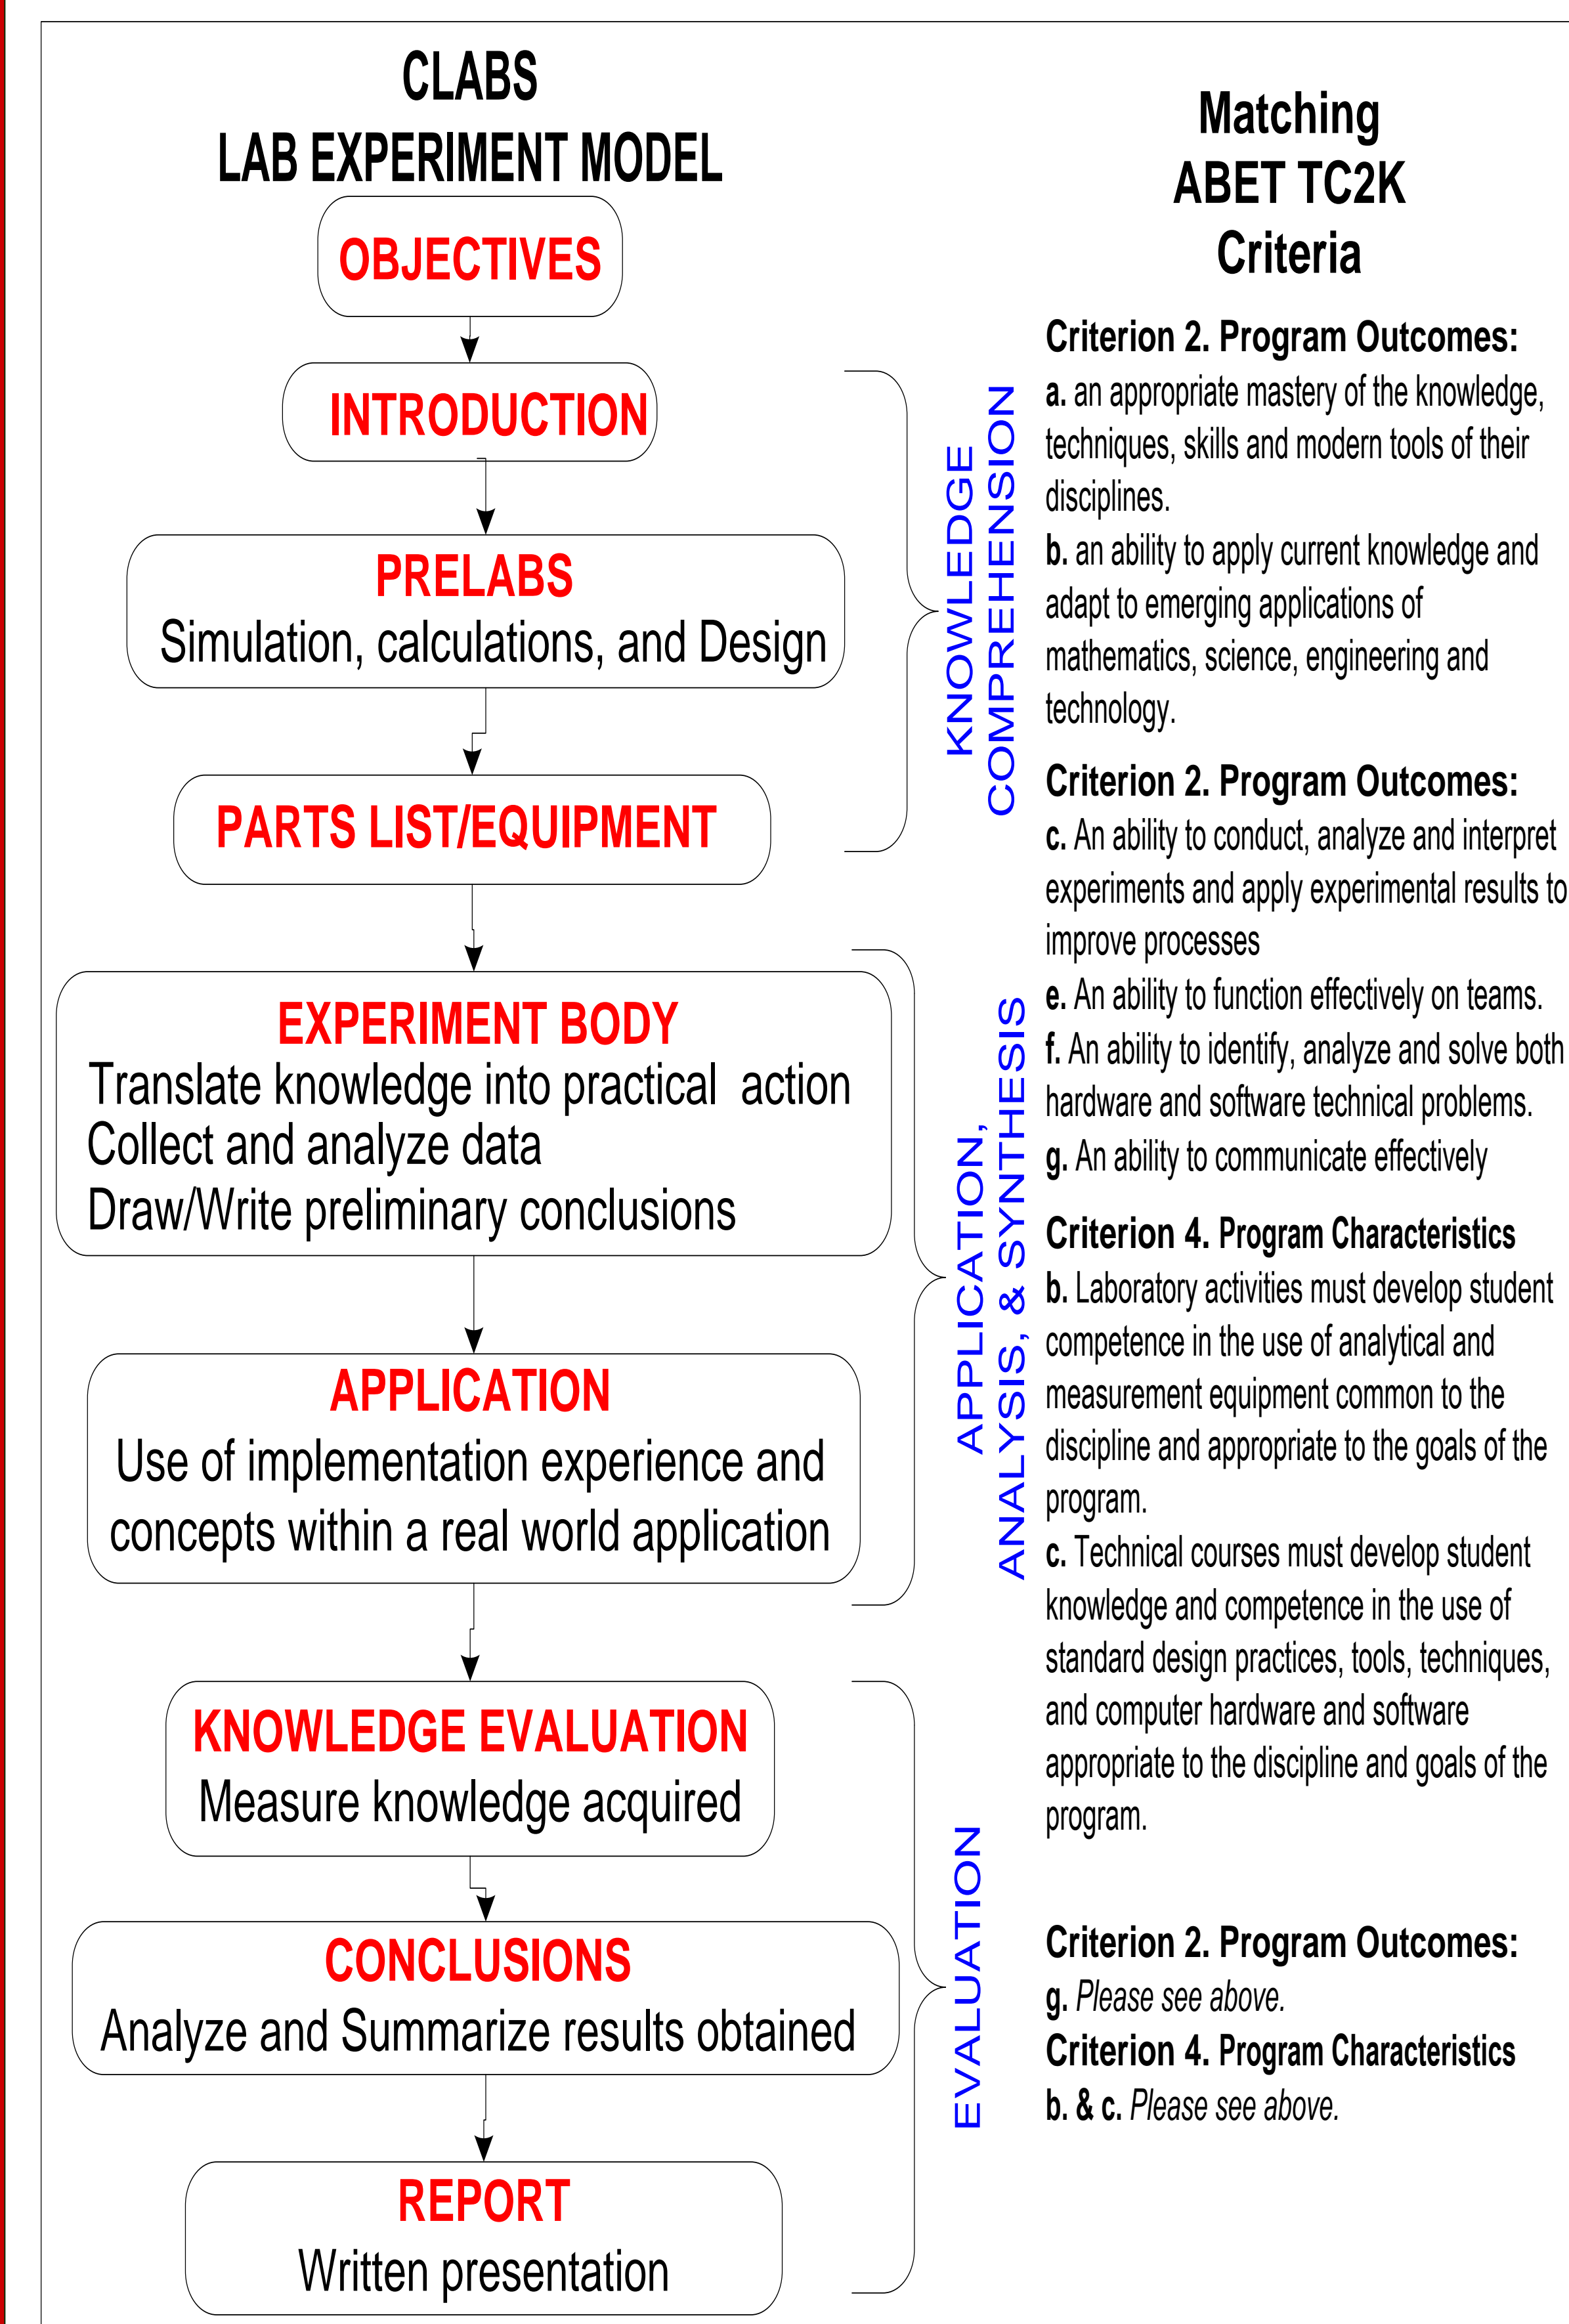 CLABS
LAB EXPERIMENT MODEL
OBJECTIVES
INTRODUCTION
PRELABS
Simulation, calculations, and Design
PARTS LIST/EQUIPMENT
EXPERIMENT BODY
Translate knowledge into practical action
Collect and analyze data
Draw/Write preliminary conclusions
APPLICATION
Use of implementation experience and
concepts within a real world application
KNOWLEDGE EVALUATION
Measure knowledge acquired
CONCLUSIONS
Analyze and Summarize results obtained
REPORT
Written presentation
KNOWLEDGE
COMPREHENSION
APPLICATION,
ANALYSIS, & SYNTHESIS
EVALUATION
Matching
ABET TC2K
Criteria
Criterion 2. Program Outcomes:
a. an appropriate mastery of the knowledge,
techniques, skills and modern tools of their
disciplines.
b. an ability to apply current knowledge and
adapt to emerging applications of
mathematics, science, engineering and
technology.
Criterion 2. Program Outcomes:
c. An ability to conduct, analyze and interpret
experiments and apply experimental results to
improve processes
e. An ability to function effectively on teams.
f. An ability to identify, analyze and solve both
hardware and software technical problems.
g. An ability to communicate effectively
Criterion 4. Program Characteristics
b. Laboratory activities must develop student
competence in the use of analytical and
measurement equipment common to the
discipline and appropriate to the goals of the
program.
c. Technical courses must develop student
knowledge and competence in the use of
standard design practices, tools, techniques,
and computer hardware and software
appropriate to the discipline and goals of the
program.
Criterion 2. Program Outcomes:
g. Please see above.
Criterion 4. Program Characteristics
b. & c. Please see above.